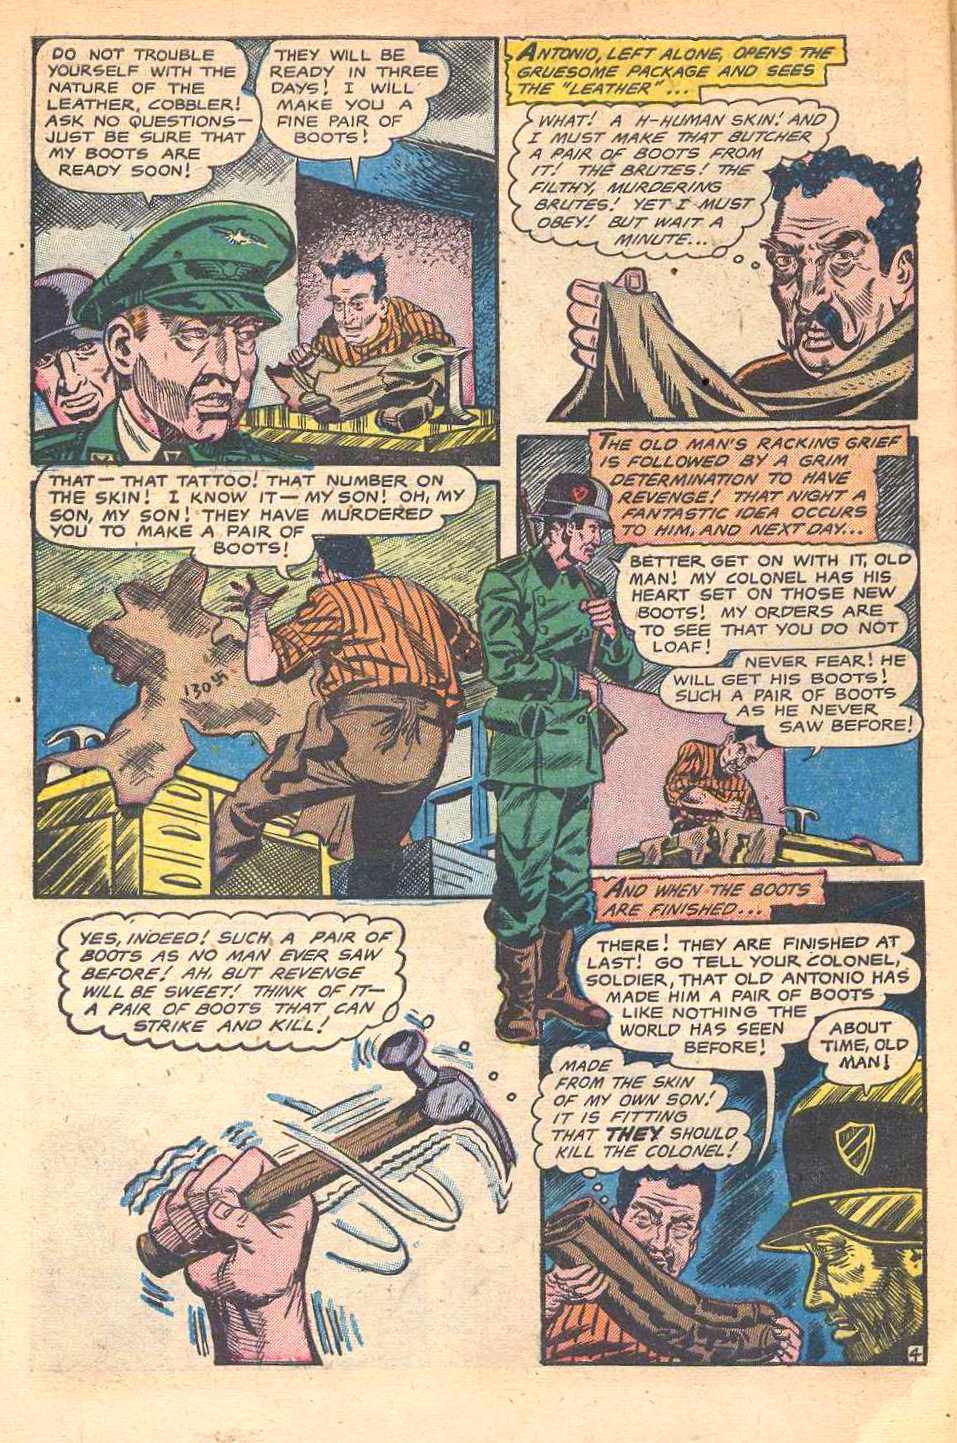 DO NOT TROUBLE
YOURSELF WITH THE
NATURE OF THE
LEATHER, COBBLER!
ASK NO QUESTIONS—
JUST BE SURE THAT
MY BOOTS ARE
READY SOON!
THEY WILL BE
READY IN THREE
DAYS! I WILL
MAKE YOU A
FINE PAIR OF
BOOTS!
ANTONIO, LEFT ALONE, OPENS THE
GRUESOME PACKAGE AND SEES
THE "LEATHER"...
WHAT! A H-HUMAN SKIN! AND
I MUST MAKE THAT BUTCHER
A PAIR OF BOOTS FROM
IT! THE BRUTES! THE
FILTHY, MURDERING
BRUTES! YET I MUST
OBEY! BUT WAIT A
MINUTE...
THAT—THAT TATTOO! THAT NUMBER ON
THE SKIN! I KNOW IT—MY SON! OH, MY
SON, MY SON! THEY HAVE MURDERED
YOU TO MAKE A PAIR OF
BOOTS!
130卐
THE OLD MAN'S RACKING GRIEF
IS FOLLOWED BY A GRIM
DETERMINATION TO HAVE
REVENGE! THAT NIGHT A
FANTASTIC IDEA OCCURS
TO HIM, AND NEXT DAY...
BETTER GET ON WITH IT, OLD
MAN! MY COLONEL HAS HIS
HEART SET ON THOSE NEW
BOOTS! MY ORDERS ARE
TO SEE THAT YOU DO NOT
LOAF!
NEVER FEAR! HE
WILL GET HIS BOOTS!
SUCH A PAIR OF BOOTS
AS HE NEVER
SAW BEFORE!
YES, INDEED! SUCH A PAIR OF
BOOTS AS NO MAN EVER SAW
BEFORE! AH, BUT REVENGE
WILL BE SWEET! THINK OF IT—
A PAIR OF BOOTS THAT CAN
STRIKE AND KILL!
AND WHEN THE BOOTS
ARE FINISHED...
THERE! THEY ARE FINISHED AT
LAST! GO TELL YOUR COLONEL,
SOLDIER, THAT OLD ANTONIO HAS
MADE HIM A PAIR OF BOOTS
LIKE NOTHING THE
WORLD HAS SEEN
BEFORE!
ABOUT
TIME, OLD
MAN!
MADE
FROM THE SKIN
OF MY OWN SON!
IT IS FITTING
THAT THEY SHOULD
KILL THE COLONEL!
4